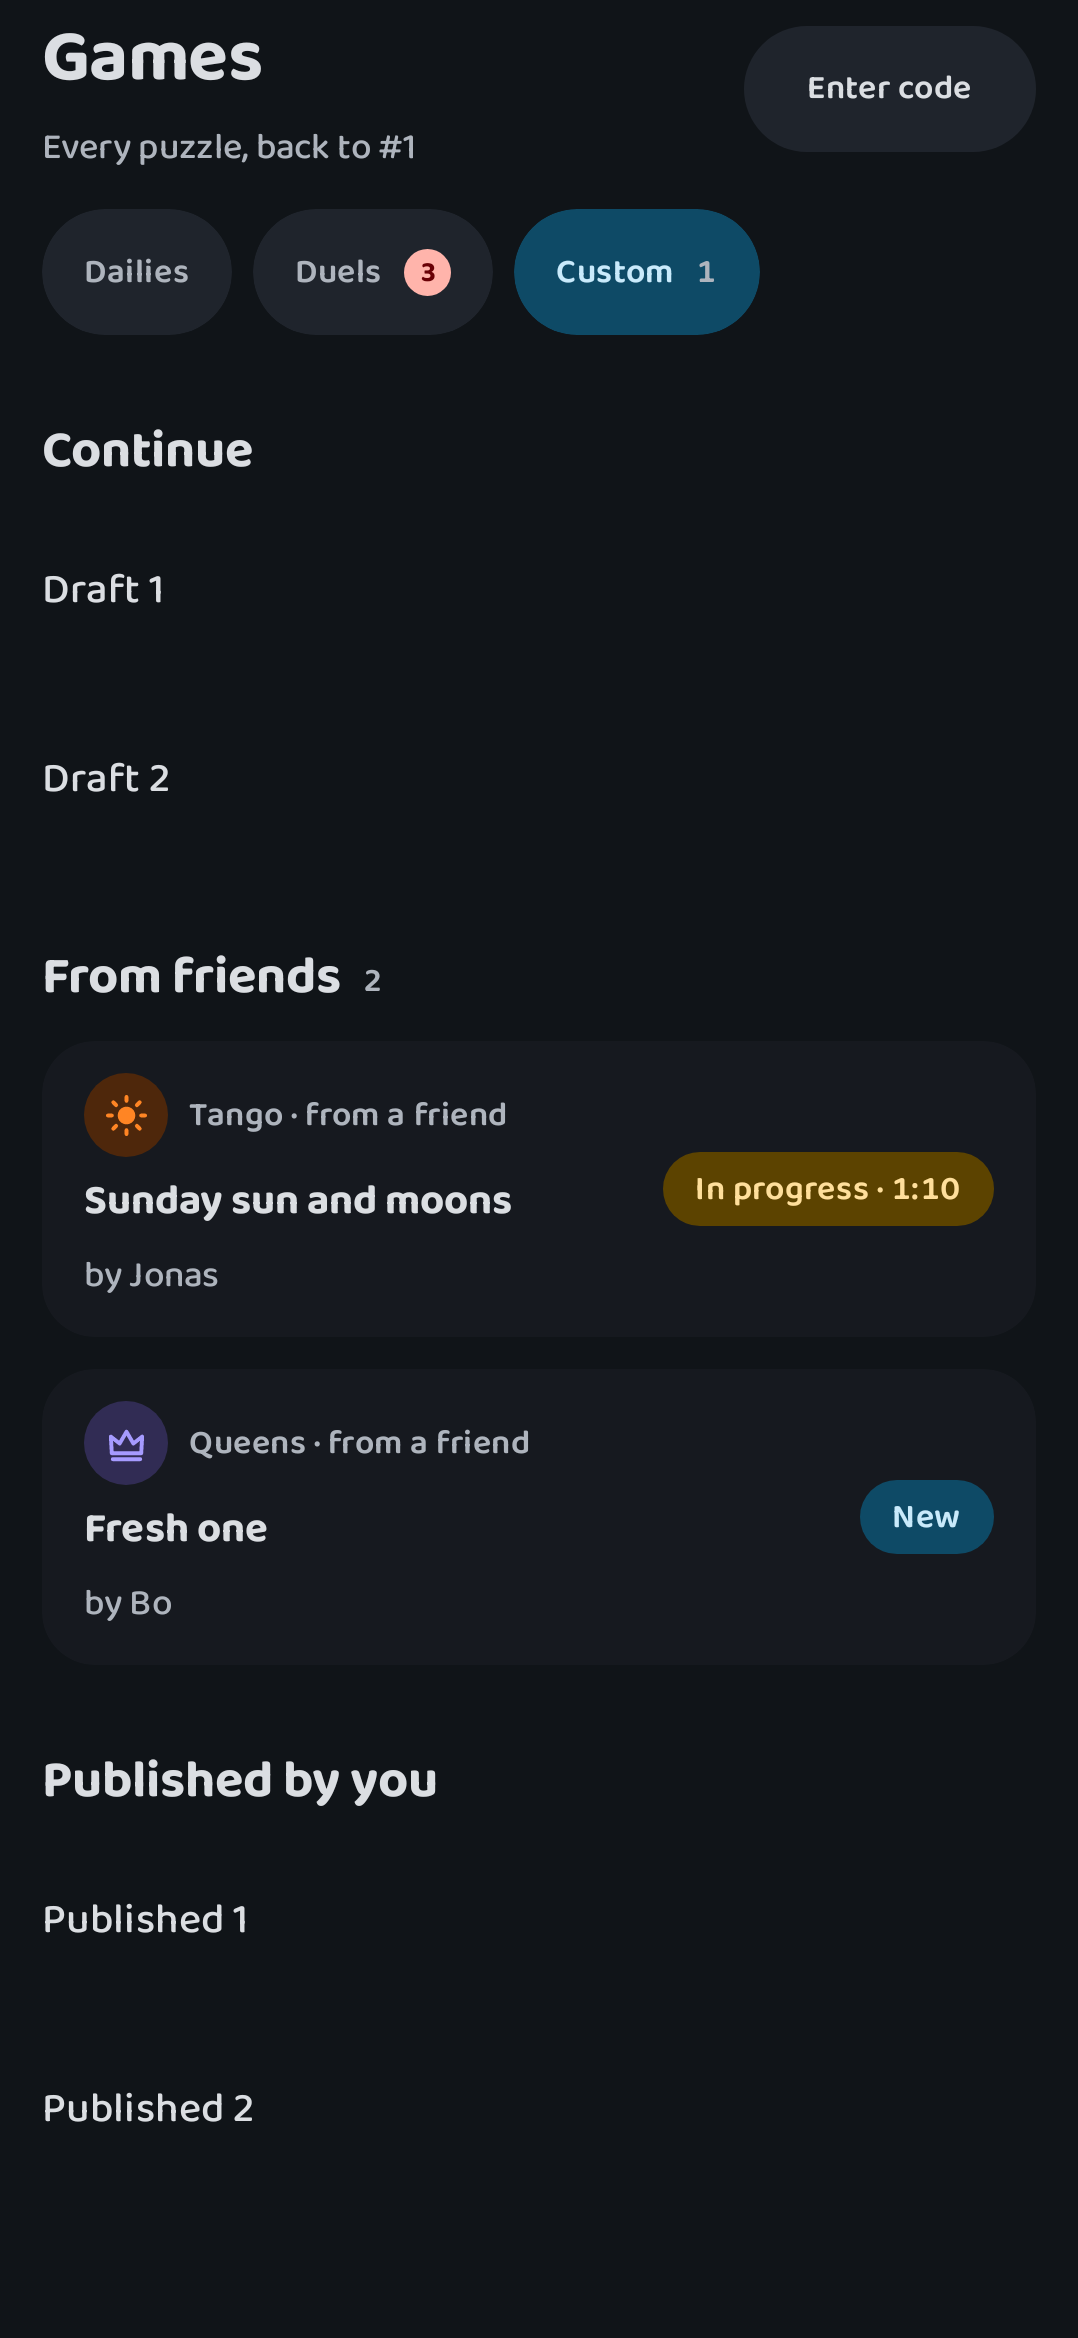 Games
Enter code
Every puzzle, back to #1
Dailies
Duels 3
Custom 1
Continue
Draft 1
Draft 2
From friends 2
Tango · from a friend
Sunday sun and moons
In progress · 1:10
by Jonas
Queens · from a friend
Fresh one
New
by Bo
Published by you
Published 1
Published 2